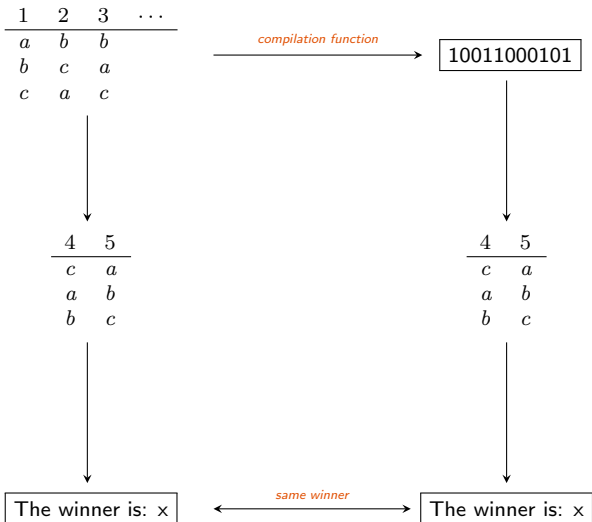 1 2 3 ⋯
compilation function
a b b
10011000101
b c a
c a c
4 5
4 5
c a
c a
a b
a b
b c
b c
same winner
The winner is: x
The winner is: x